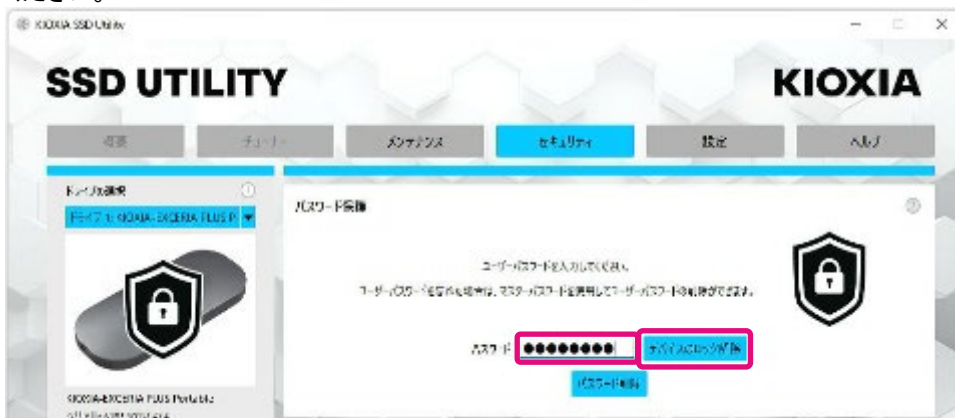 ださい。
KIOXIA SSD Utility
SSD UTILITY
KIOXIA
概要
チューナー
メンテナンス
セキュリティ
設定
ヘルプ
ドライブ選択
ドライブ 1: KIOXIA-EXCERIA PLUS P
パスワード保護
ユーザーパスワードを入力してください。
ユーザーパスワードを忘れた場合は、マスターパスワードを使用してユーザーパスワードの削除ができます。
パスワード ●●●●●●●● デバイスのロック解除
パスワード削除
KIOXIA-EXCERIA PLUS Portable